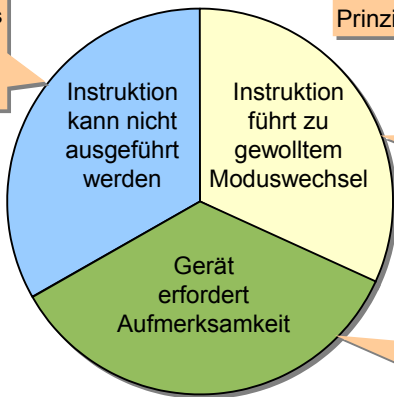 s
Prinzi
Instruktion
kann nicht
ausgeführt
werden
Instruktion
führt zu
gewolltem
Moduswechsel
Gerät
erfordert
Aufmerksamkeit